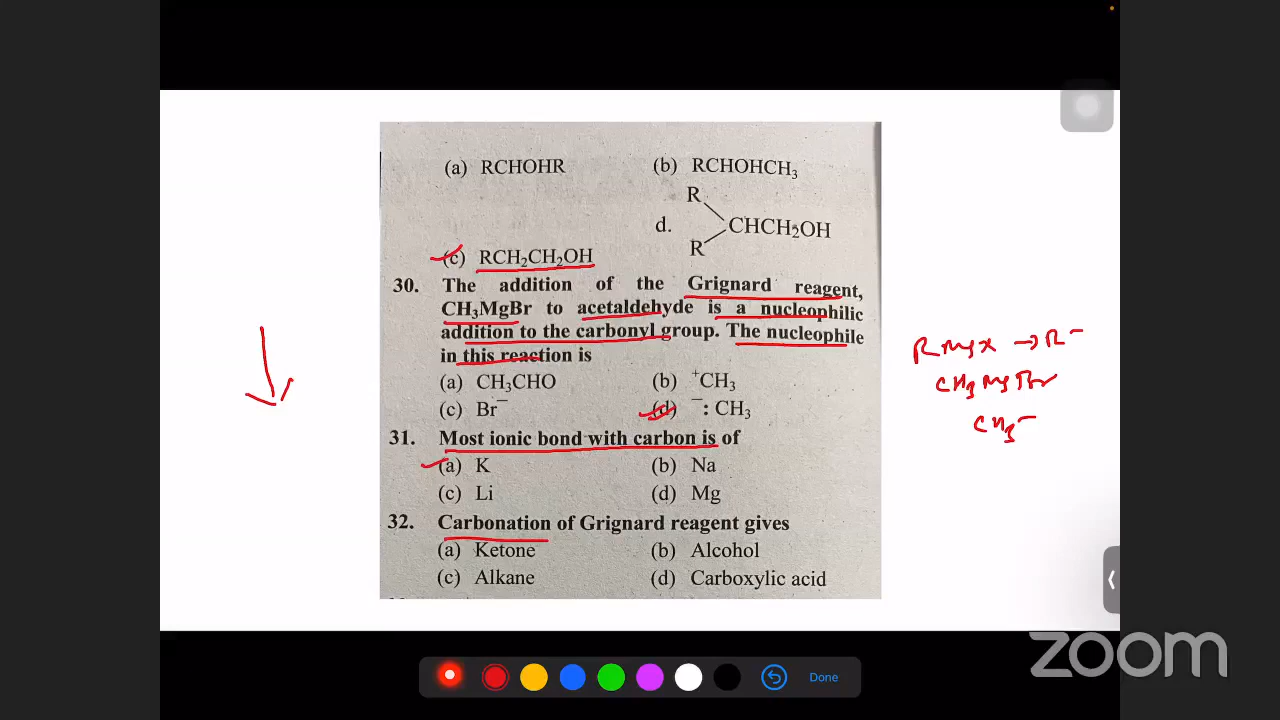 (a) RCHOHR (b) RCHOHCH₃
R
d. CHCH₂OH
R
(c) RCH₂CH₂OH
30. The addition of the Grignard reagent,
CH₃MgBr to acetaldehyde is a nucleophilic
addition to the carbonyl group. The nucleophile
in this reaction is
(a) CH₃CHO (b) ⁺CH₃
(c) Br⁻ (d) ⁻: CH₃
31. Most ionic bond with carbon is of
(a) K (b) Na
(c) Li (d) Mg
32. Carbonation of Grignard reagent gives
(a) Ketone (b) Alcohol
(c) Alkane (d) Carboxylic acid
RMgX → R⁻
CH₃MgBr
CH₃⁻
zoom
Done